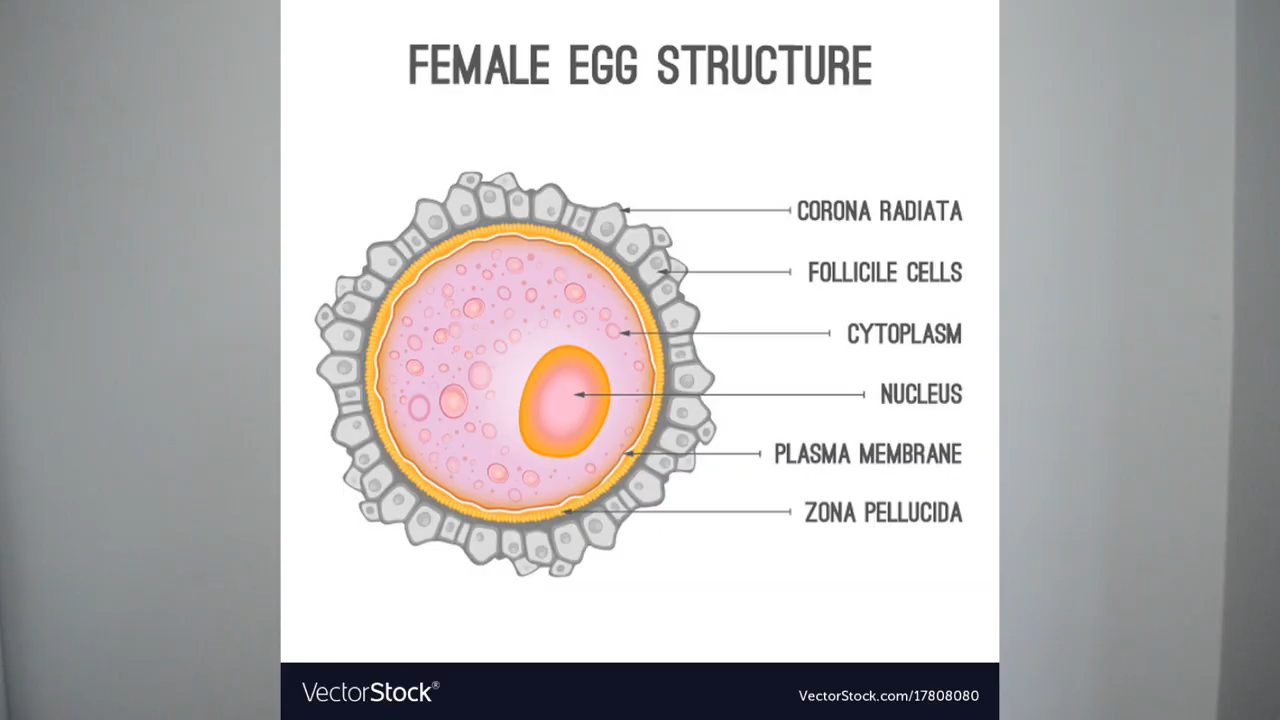 FEMALE EGG STRUCTURE
CORONA RADIATA
FOLLICILE CELLS
CYTOPLASM
NUCLEUS
PLASMA MEMBRANE
ZONA PELLUCIDA
VectorStock®
VectorStock.com/17808080